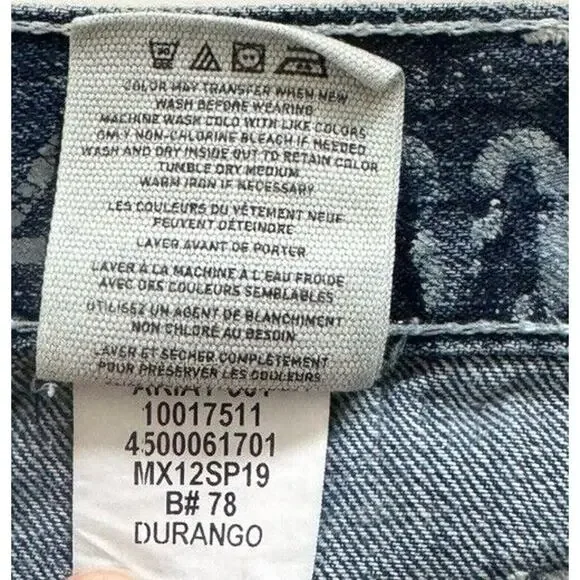 COLOR MAY TRANSFER WHEN NEW
WASH BEFORE WEARING
MACHINE WASH COLD WITH LIKE COLORS
ONLY NON-CHLORINE BLEACH IF NEEDED
WASH AND DRY INSIDE OUT TO RETAIN COLOR
TUMBLE DRY MEDIUM
WARM IRON IF NECESSARY
LES COULEURS DU VÊTEMENT NEUF
PEUVENT DÉTEINDRE
LAVER AVANT DE PORTER
LAVER À LA MACHINE À L'EAU FROIDE
AVEC DES COULEURS SEMBLABLES
UTILISEZ UN AGENT DE BLANCHIMENT
NON CHLORÉ AU BESOIN
LAVER ET SECHER COMPLÈTEMENT
POUR PRÉSERVER LES COULEURS
10017511
4500061701
MX12SP19
B# 78
DURANGO